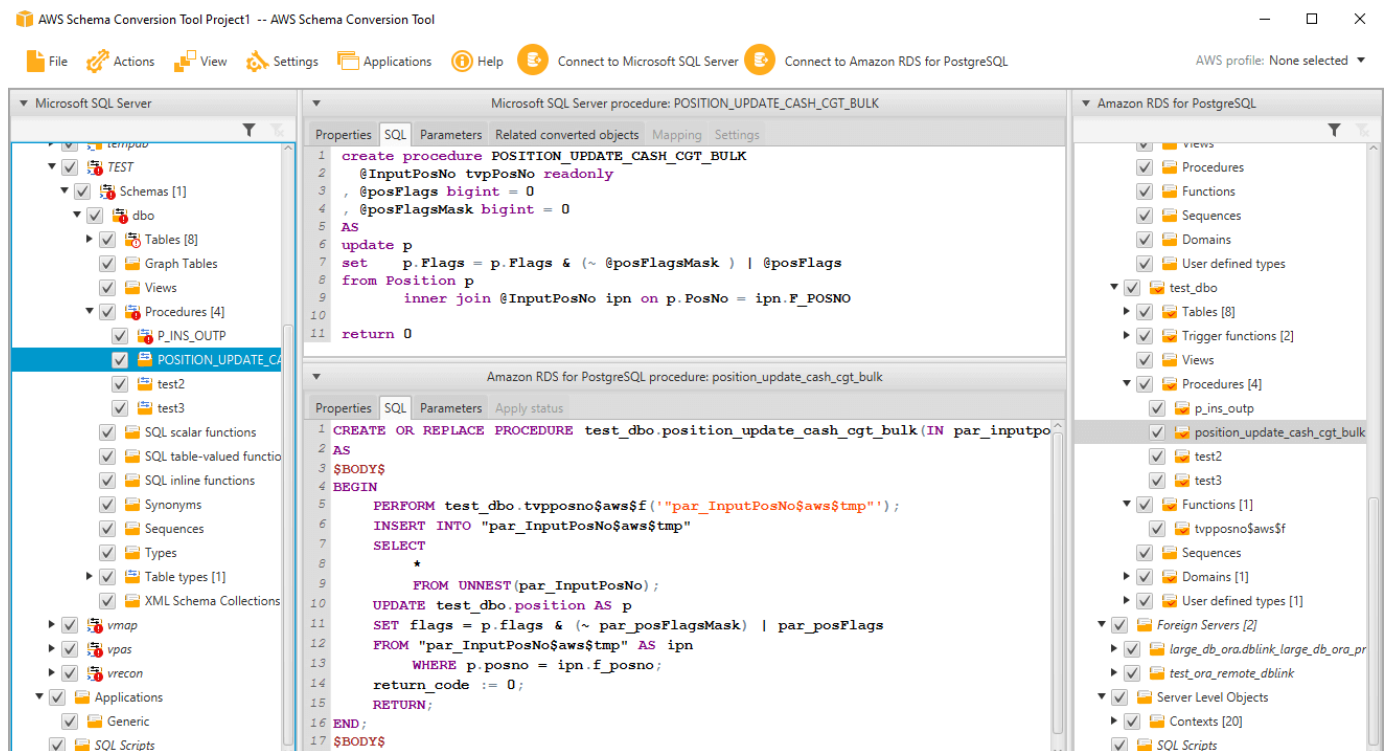 AWS Schema Conversion Tool Project1 -- AWS Schema Conversion Tool
File Actions View Settings Applications Help Connect to Microsoft SQL Server Connect to Amazon RDS for PostgreSQL AWS profile: None selected
Microsoft SQL Server
tempdb
TEST
Schemas [1]
dbo
Tables [8]
Graph Tables
Views
Procedures [4]
P_INS_OUTP
POSITION_UPDATE_CA
test2
test3
SQL scalar functions
SQL table-valued functio
SQL inline functions
Synonyms
Sequences
Types
Table types [1]
XML Schema Collections
vmap
vpas
vrecon
Applications
Generic
SQL Scripts
Microsoft SQL Server procedure: POSITION_UPDATE_CASH_CGT_BULK
Properties SQL Parameters Related converted objects Mapping Settings
1 create procedure POSITION_UPDATE_CASH_CGT_BULK
2 @InputPosNo tvpPosNo readonly
3 , @posFlags bigint = 0
4 , @posFlagsMask bigint = 0
5 AS
6 update p
7 set p.Flags = p.Flags & (~ @posFlagsMask ) | @posFlags
8 from Position p
9 inner join @InputPosNo ipn on p.PosNo = ipn.F_POSNO
10
11 return 0
Amazon RDS for PostgreSQL procedure: position_update_cash_cgt_bulk
Properties SQL Parameters Apply status
1 CREATE OR REPLACE PROCEDURE test_dbo.position_update_cash_cgt_bulk(IN par_inputpo
2 AS
3 $BODY$
4 BEGIN
5 PERFORM test_dbo.tvpposno$aws$f('"par_InputPosNo$aws$tmp"');
6 INSERT INTO "par_InputPosNo$aws$tmp"
7 SELECT
8 *
9 FROM UNNEST(par_InputPosNo);
10 UPDATE test_dbo.position AS p
11 SET flags = p.flags & (~ par_posFlagsMask) | par_posFlags
12 FROM "par_InputPosNo$aws$tmp" AS ipn
13 WHERE p.posno = ipn.f_posno;
14 return_code := 0;
15 RETURN;
16 END;
17 $BODY$
Amazon RDS for PostgreSQL
Views
Procedures
Functions
Sequences
Domains
User defined types
test_dbo
Tables [8]
Trigger functions [2]
Views
Procedures [4]
p_ins_outp
position_update_cash_cgt_bulk
test2
test3
Functions [1]
tvpposno$aws$f
Sequences
Domains [1]
User defined types [1]
Foreign Servers [2]
large_db_ora.dblink_large_db_ora_pr
test_ora_remote_dblink
Server Level Objects
Contexts [20]
SQL Scripts